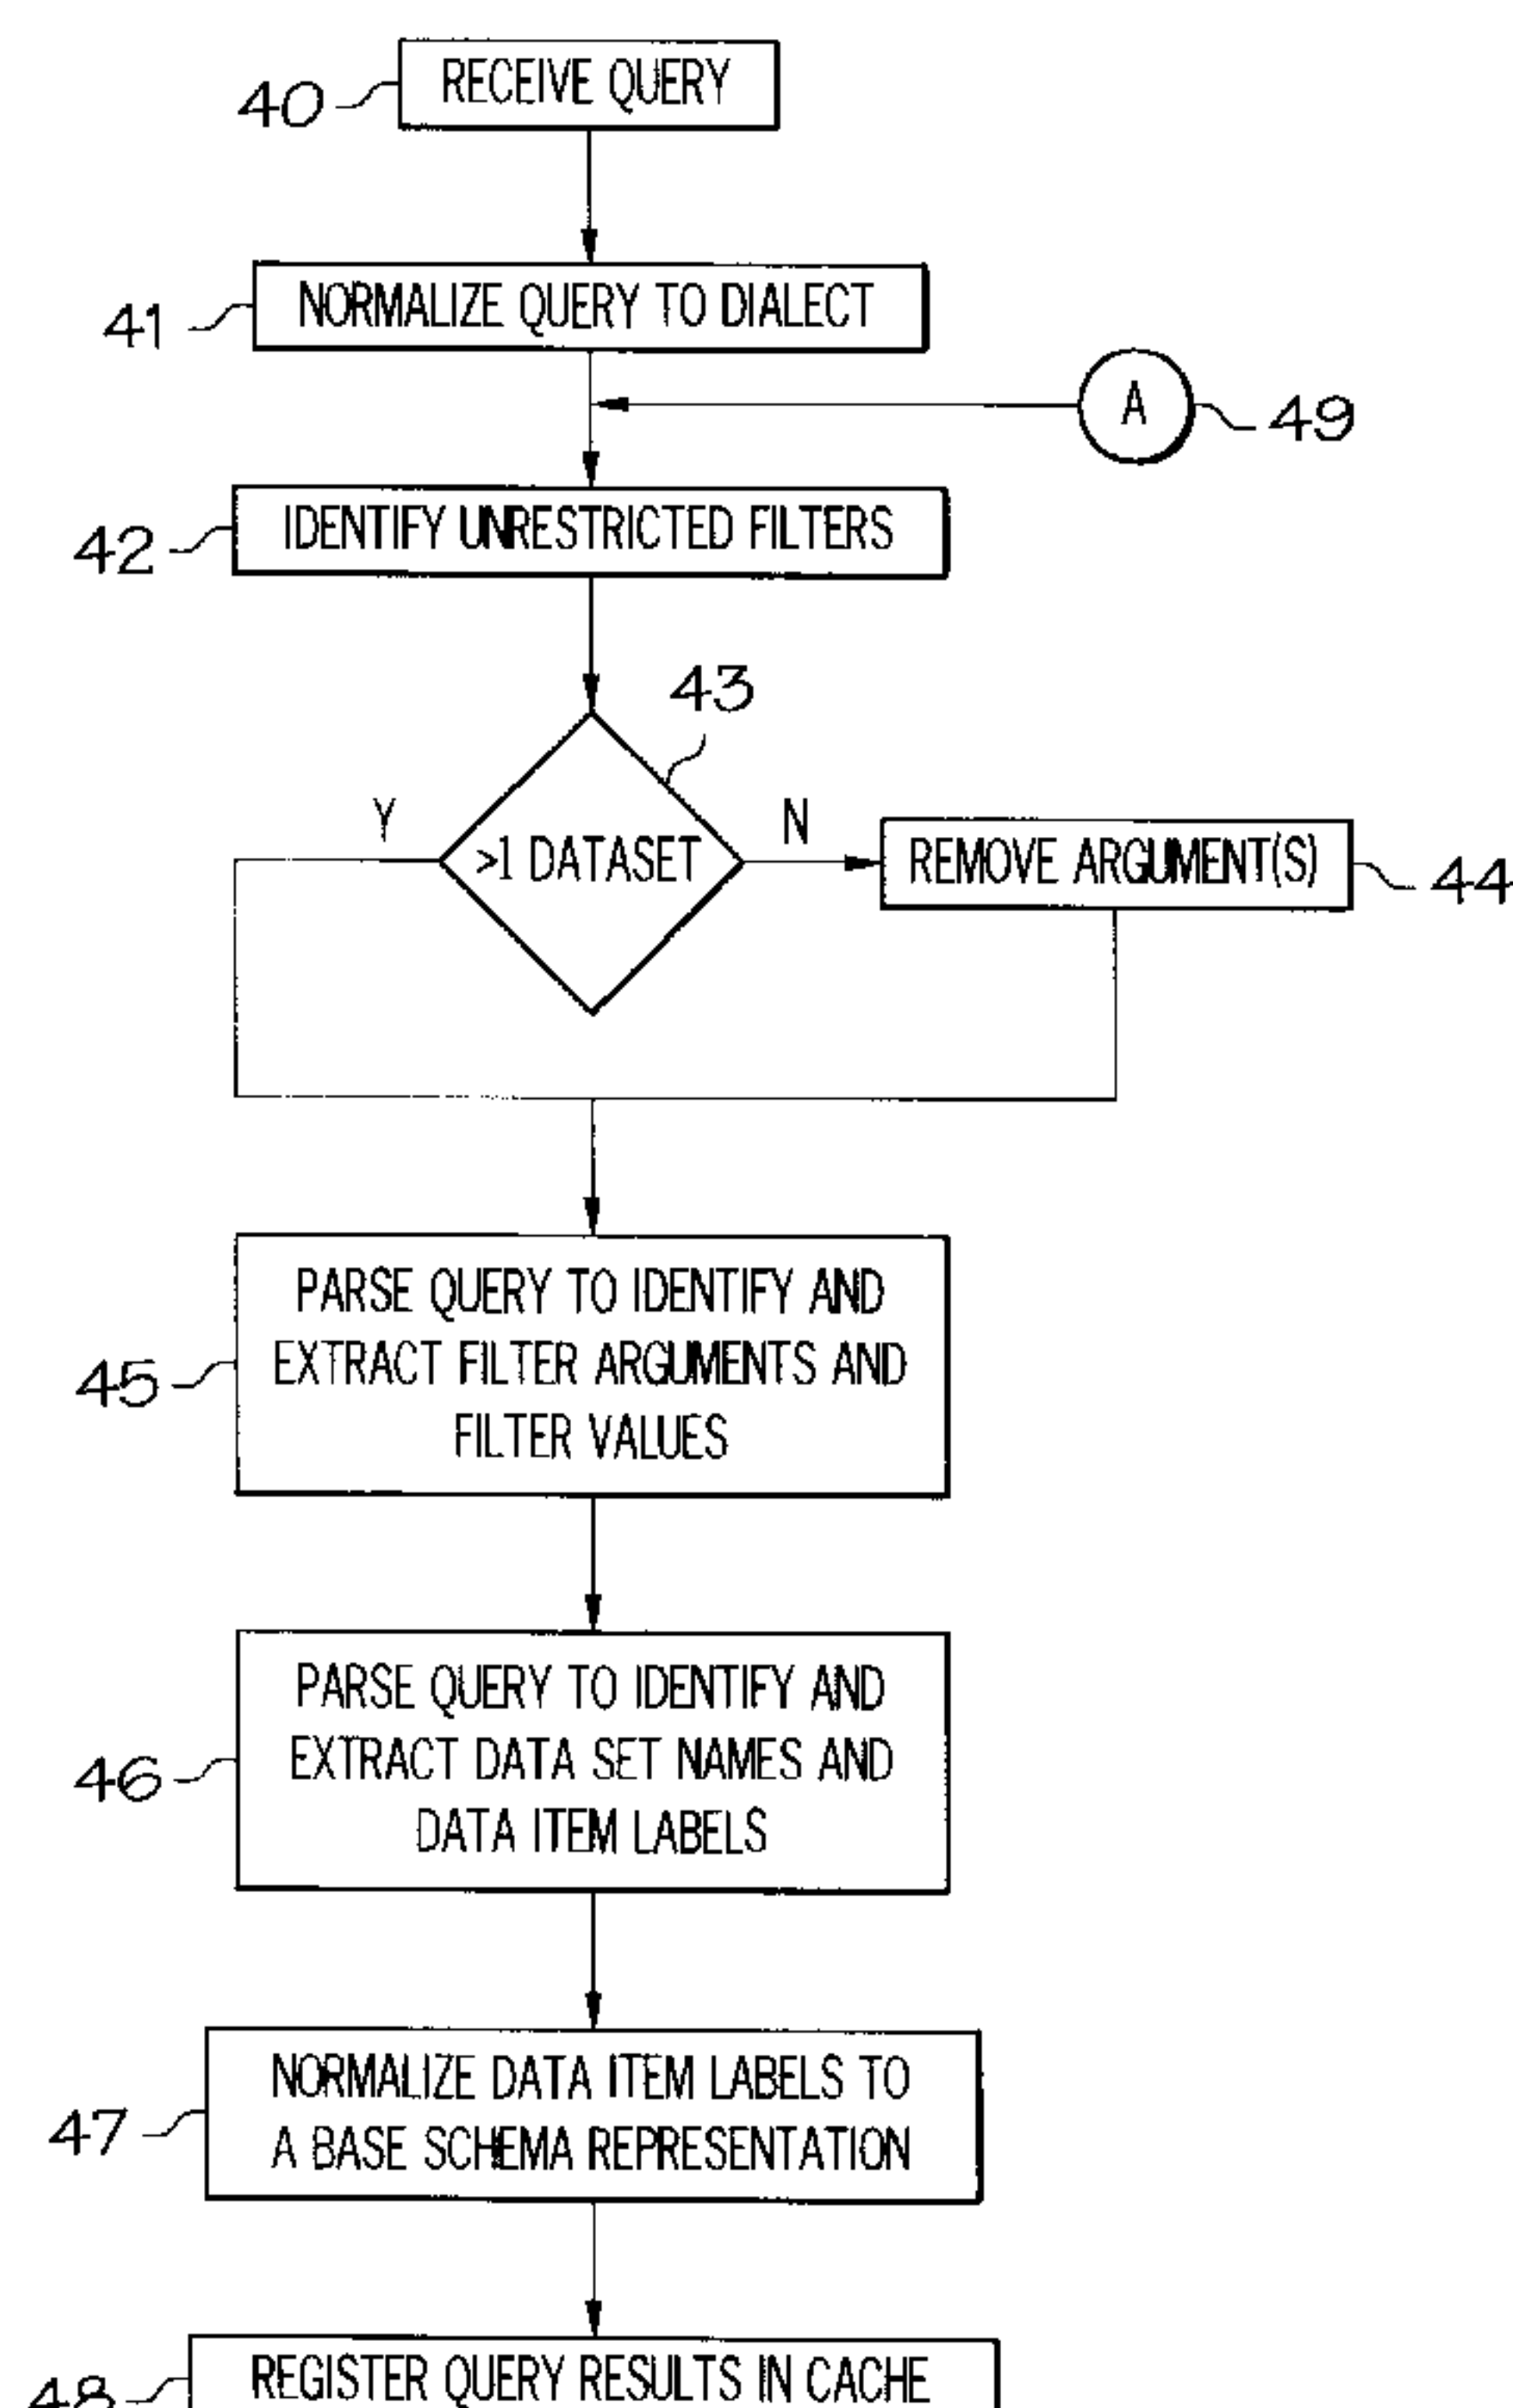 RECEIVE QUERY
40
NORMALIZE QUERY TO DIALECT
41
A
49
IDENTIFY UNRESTRICTED FILTERS
42
43
Y
>1 DATASET
N
REMOVE ARGUMENT(S)
44
PARSE QUERY TO IDENTIFY AND
EXTRACT FILTER ARGUMENTS AND
FILTER VALUES
45
PARSE QUERY TO IDENTIFY AND
EXTRACT DATA SET NAMES AND
DATA ITEM LABELS
46
NORMALIZE DATA ITEM LABELS TO
A BASE SCHEMA REPRESENTATION
47
REGISTER QUERY RESULTS IN CACHE
48